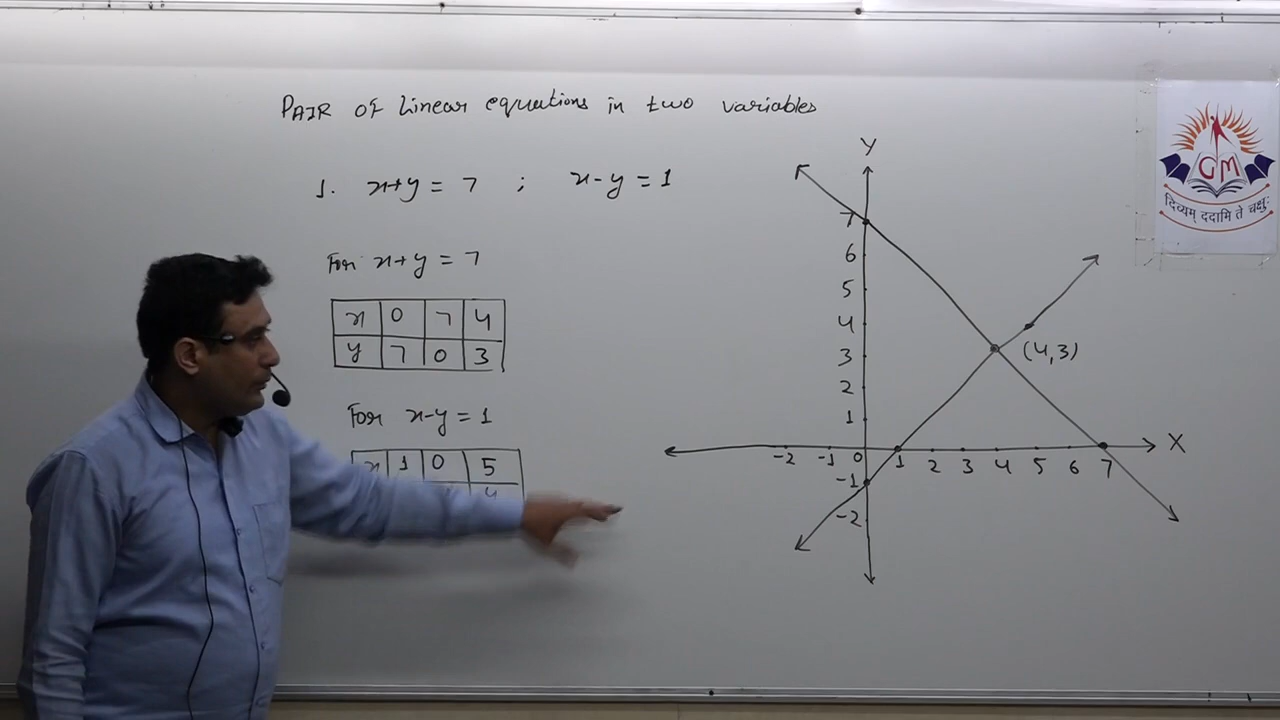 PAIR OF Linear equations in two variables
1. x+y = 7 ; x-y = 1
For x+y = 7
x 0 7 4
y 7 0 3
For x-y = 1
x 1 0 5
4
Y
7
6
5
4
3
2
1
-2 -1 0 1 2 3 4 5 6 7 X
-1
-2
(4,3)
GM
दिव्यम् ददामि ते चक्षुः